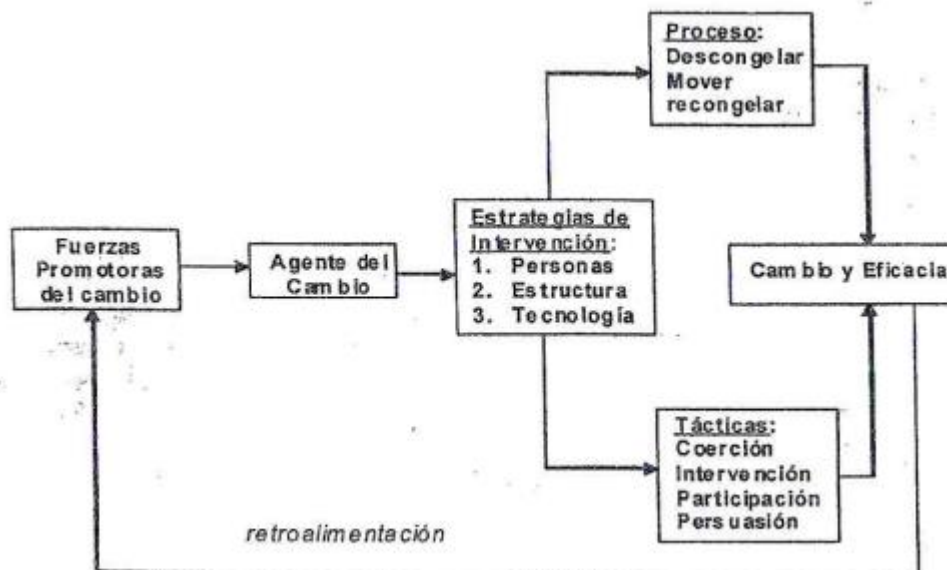 Proceso:
Descongelar
Mover
recongelar
Estrategias de
Intervención:
1. Personas
2. Estructura
3. Tecnología
Fuerzas
Promotoras
del cambio
Agente del
Cambio
Cambio y Eficacia
Tácticas:
Coerción
Intervención
Participación
Persuasión
retroalimentación